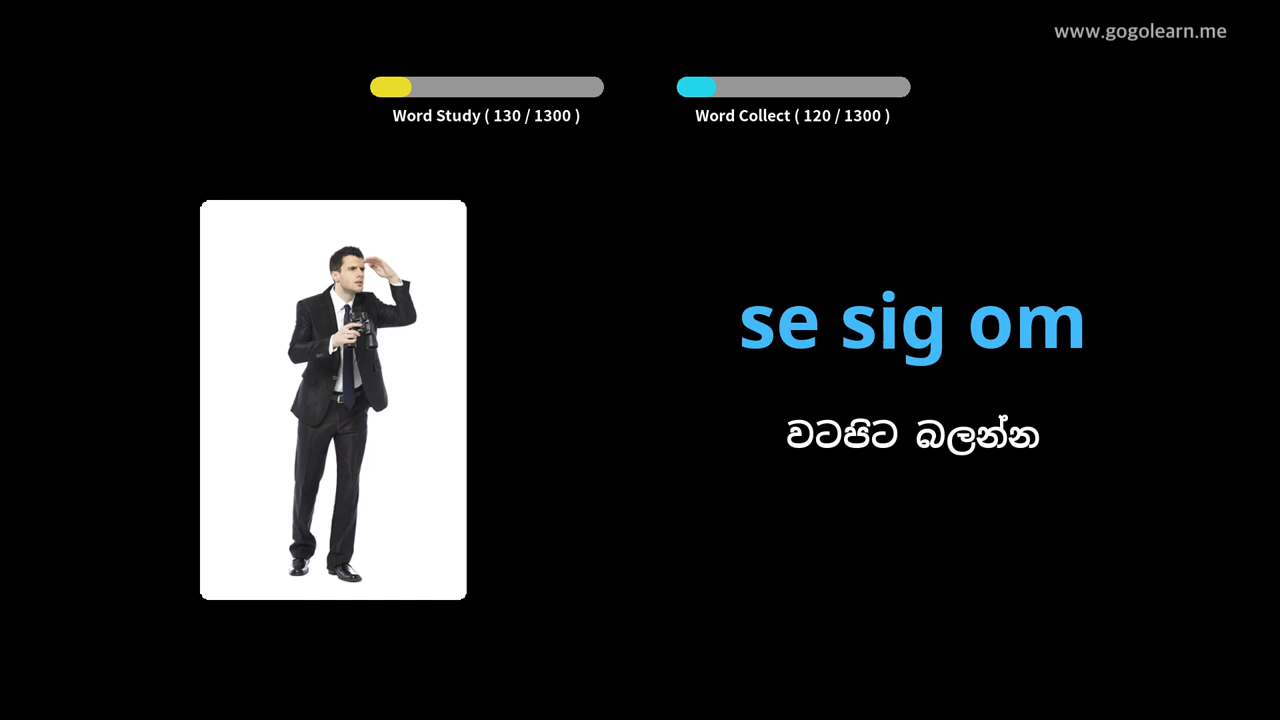 www.gogolearn.me
Word Study ( 130 / 1300 )
Word Collect ( 120 / 1300 )
se sig om
වටපිට බලන්න